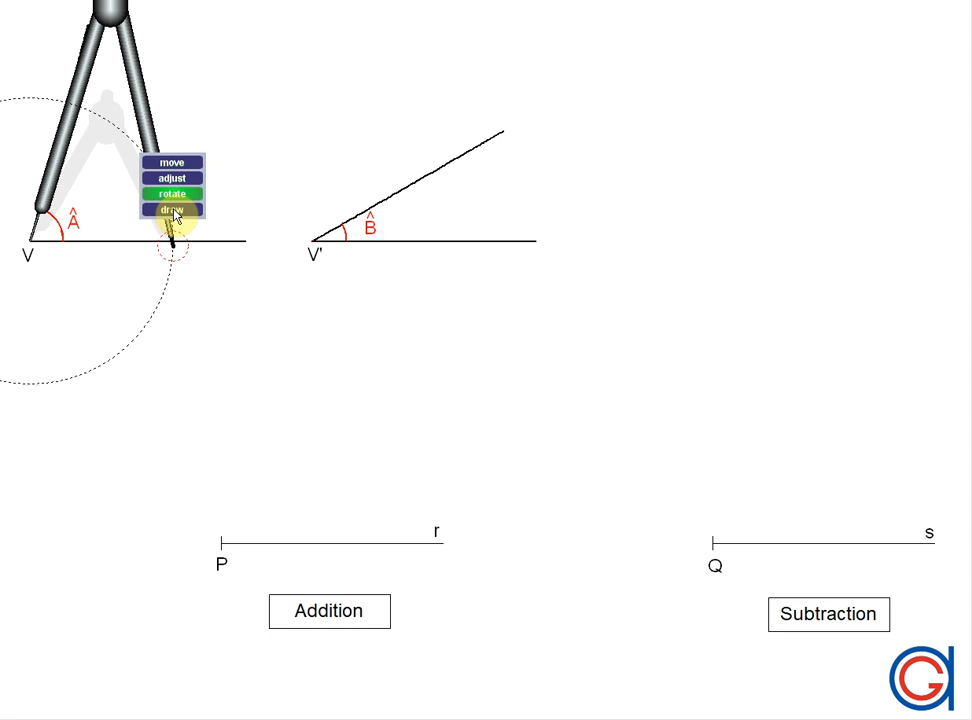 move
adjust
rotate
draw
Â
B̂
V
V'
r
s
P
Q
Addition
Subtraction